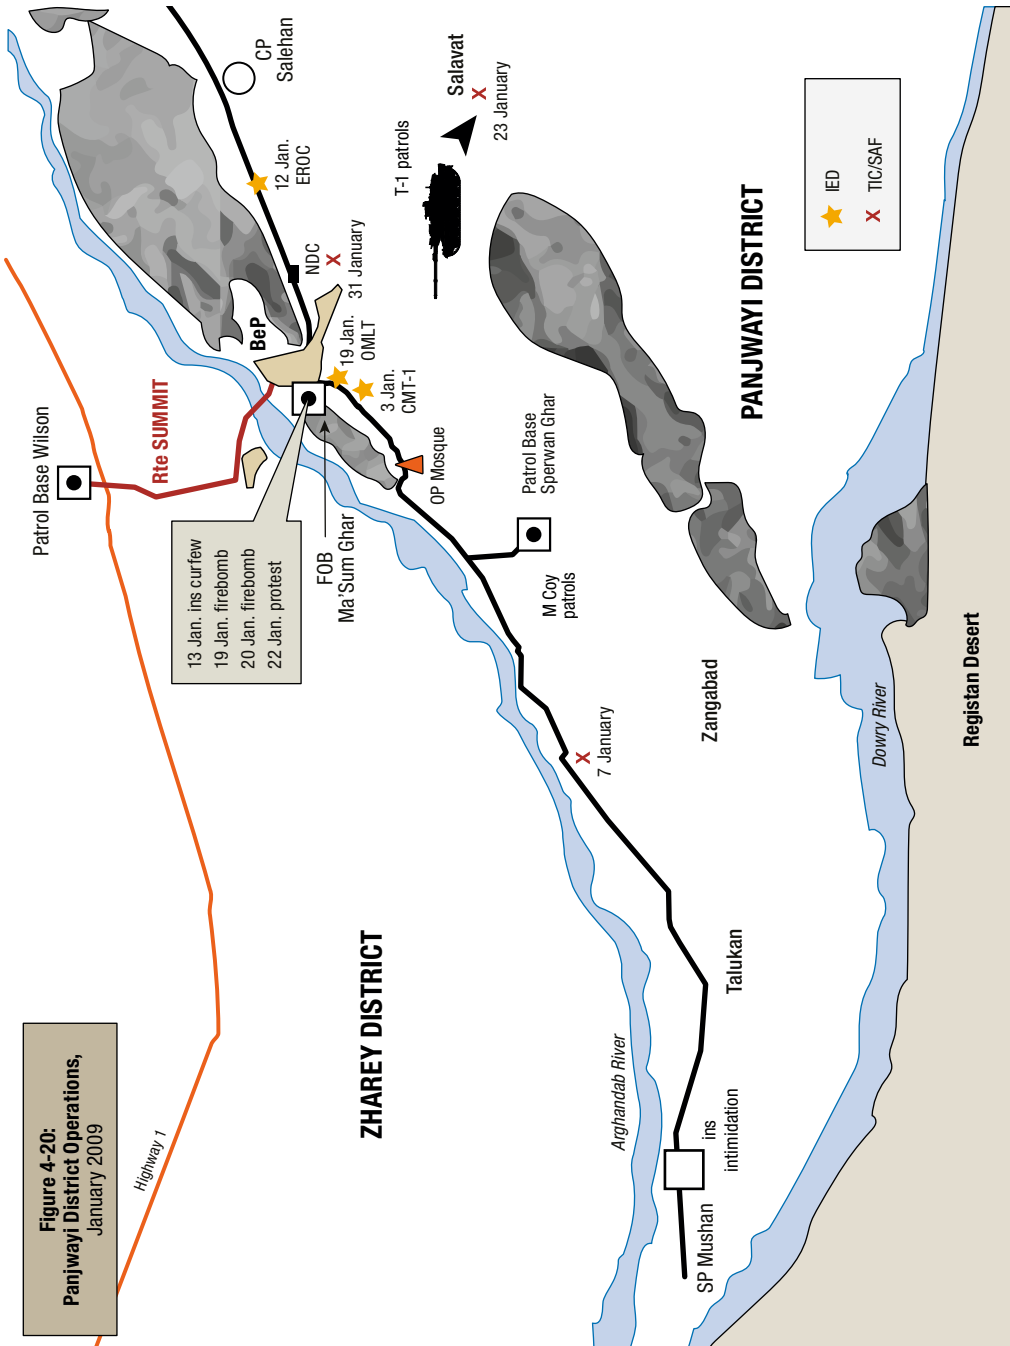 Figure 4-20:
Panjwayi District Operations,
January 2009
Highway 1
Patrol Base Wilson
Rte SUMMIT
13 Jan. ins curfew
19 Jan. firebomb
20 Jan. firebomb
22 Jan. protest
FOB
Ma'Sum Ghar
BeP
CP
Salehan
12 Jan.
EROC
NDC
X
31 January
19 Jan.
OMLT
3 Jan.
CMT-1
OP Mosque
Patrol Base
Sperwan Ghar
M Coy
patrols
T-1 patrols
Salavat
X
23 January
ZHAREY DISTRICT
PANJWAYI DISTRICT
X
7 January
Zangabad
Talukan
Arghandab River
ins
intimidation
SP Mushan
Dowry River
Registan Desert
IED
X TIC/SAF